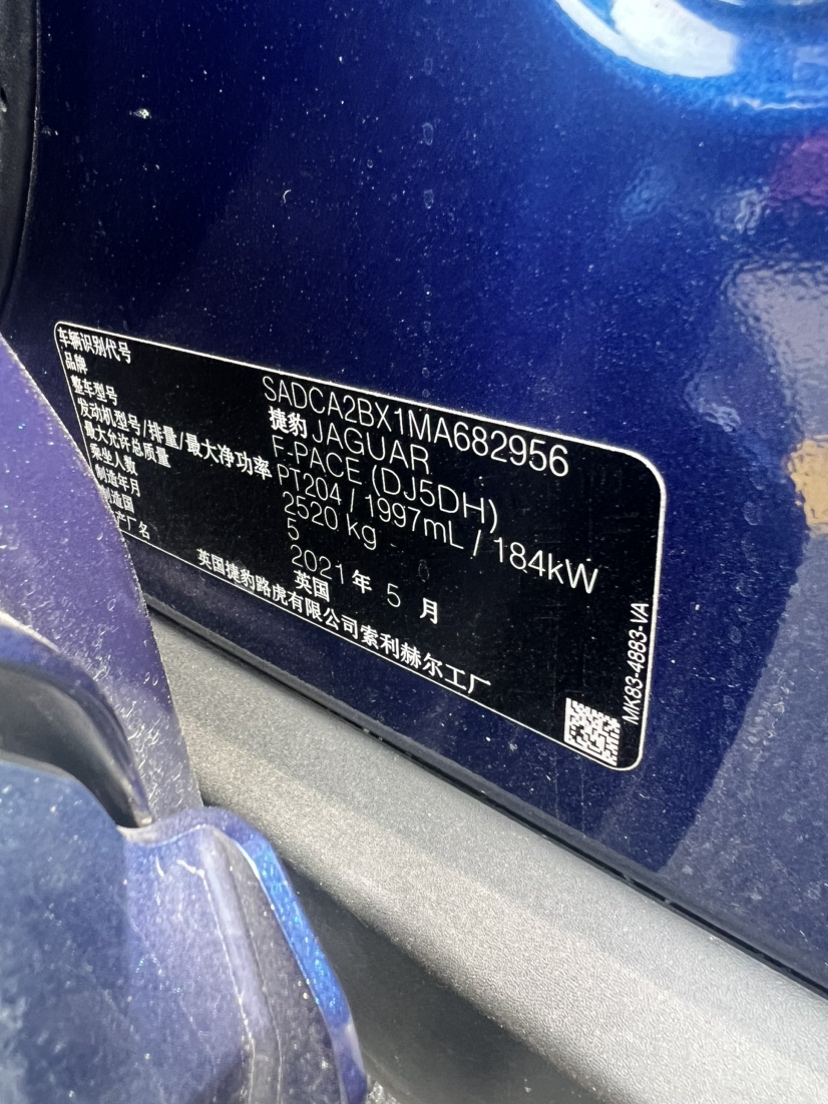 车辆识别代号 SADCA2BX1MA682956
品牌 捷豹 JAGUAR
整车型号 F-PACE (DJ5DH)
发动机型号/排量/最大净功率 PT204 / 1997mL / 184kW
最大允许总质量 2520 kg
乘坐人数 5
制造年月 2021 年 5 月
制造国 英国
产厂名 英国捷豹路虎有限公司索利赫尔工厂
MK83-4883-VA